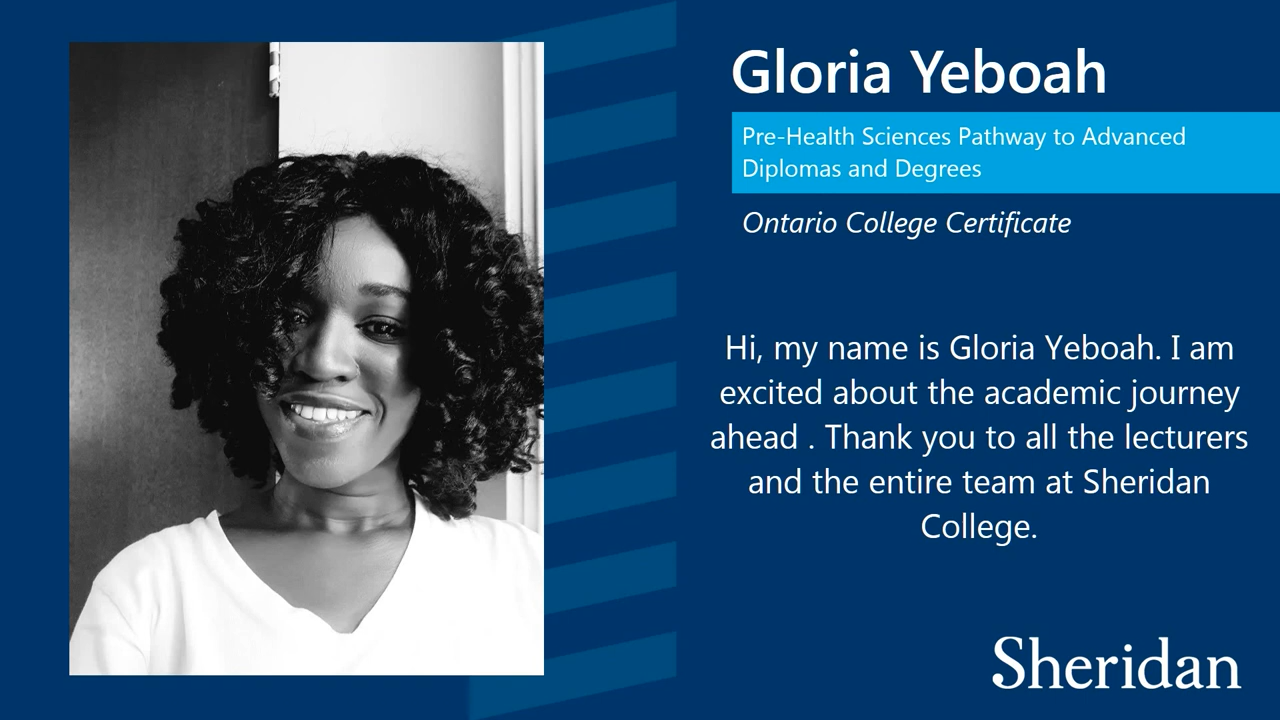 Gloria Yeboah
Pre-Health Sciences Pathway to Advanced
Diplomas and Degrees
Ontario College Certificate
Hi, my name is Gloria Yeboah. I am
excited about the academic journey
ahead . Thank you to all the lecturers
and the entire team at Sheridan
College.
Sheridan